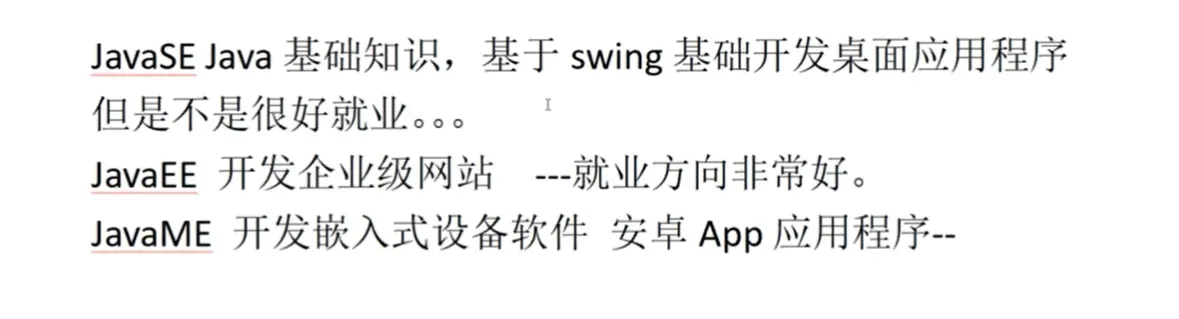 JavaSE Java 基础知识，基于 swing 基础开发桌面应用程序
但是不是很好就业。。。
JavaEE 开发企业级网站 ---就业方向非常好。
JavaME 开发嵌入式设备软件 安卓 App 应用程序--